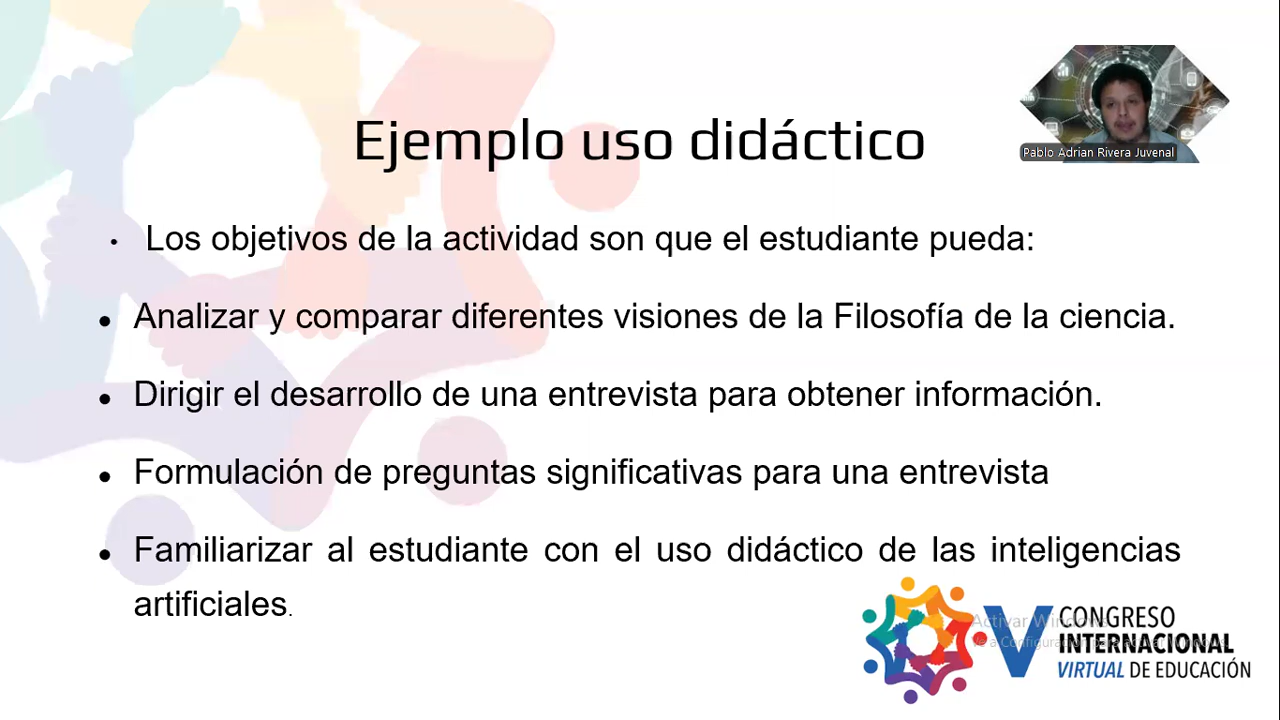 Ejemplo uso didáctico
Pablo Adrian Rivera Juvenal
• Los objetivos de la actividad son que el estudiante pueda:
● Analizar y comparar diferentes visiones de la Filosofía de la ciencia.
● Dirigir el desarrollo de una entrevista para obtener información.
● Formulación de preguntas significativas para una entrevista
● Familiarizar al estudiante con el uso didáctico de las inteligencias
artificiales.
Activar Windows
V CONGRESO
INTERNACIONAL
VIRTUAL DE EDUCACIÓN